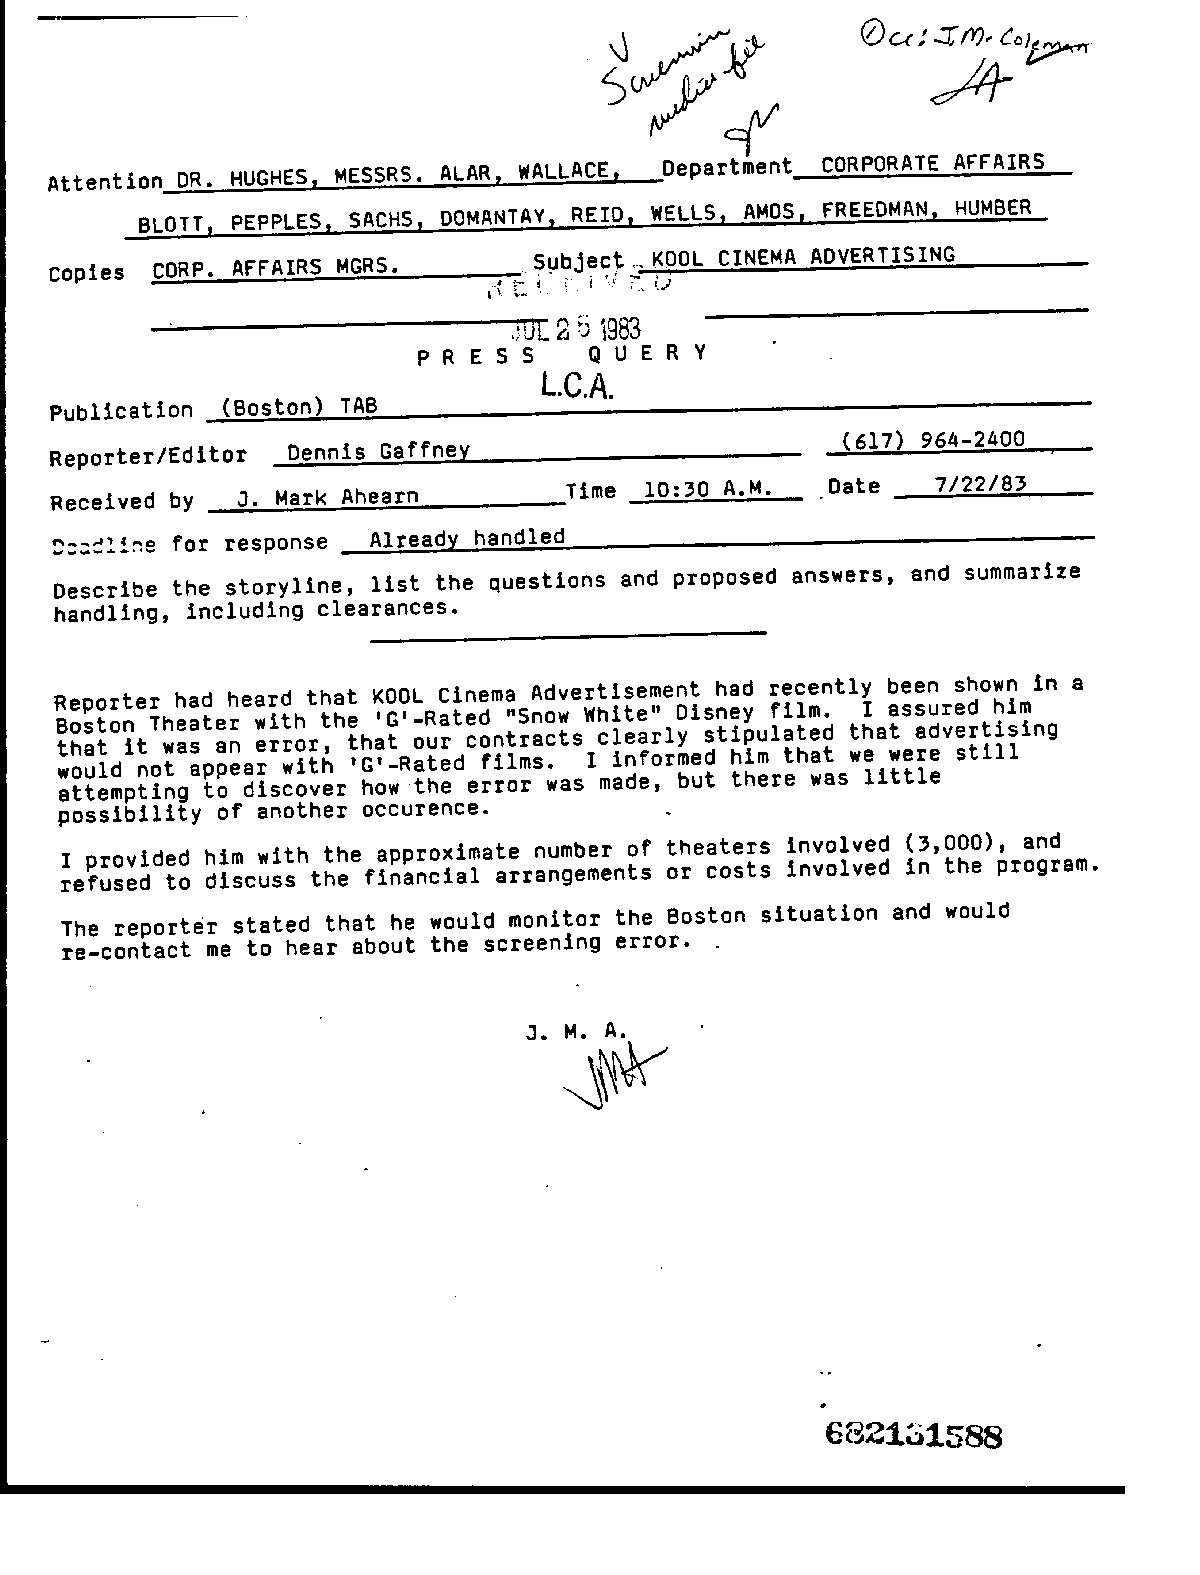 cc: J.M. Coleman
Attention DR. HUGHES, MESSRS. ALAR, WALLACE, Department CORPORATE AFFAIRS
BLOTT, PEPPLES, SACHS, DOMANTAY, REID, WELLS, AMOS, FREEDMAN, HUMBER
Copies CORP. AFFAIRS MGRS. Subject KOOL CINEMA ADVERTISING
RECEIVED
JUL 25 1983
PRESS QUERY
L.C.A.
Publication (Boston) TAB
Reporter/Editor Dennis Gaffney (617) 964-2400
Received by J. Mark Ahearn Time 10:30 A.M. Date 7/22/83
Deadline for response Already handled
Describe the storyline, list the questions and proposed answers, and summarize
handling, including clearances.
Reporter had heard that KOOL Cinema Advertisement had recently been shown in a
Boston Theater with the 'G'-Rated "Snow White" Disney film. I assured him
that it was an error, that our contracts clearly stipulated that advertising
would not appear with 'G'-Rated films. I informed him that we were still
attempting to discover how the error was made, but there was little
possibility of another occurence.
I provided him with the approximate number of theaters involved (3,000), and
refused to discuss the financial arrangements or costs involved in the program.
The reporter stated that he would monitor the Boston situation and would
re-contact me to hear about the screening error.
J. M. A.
JMA
682131588